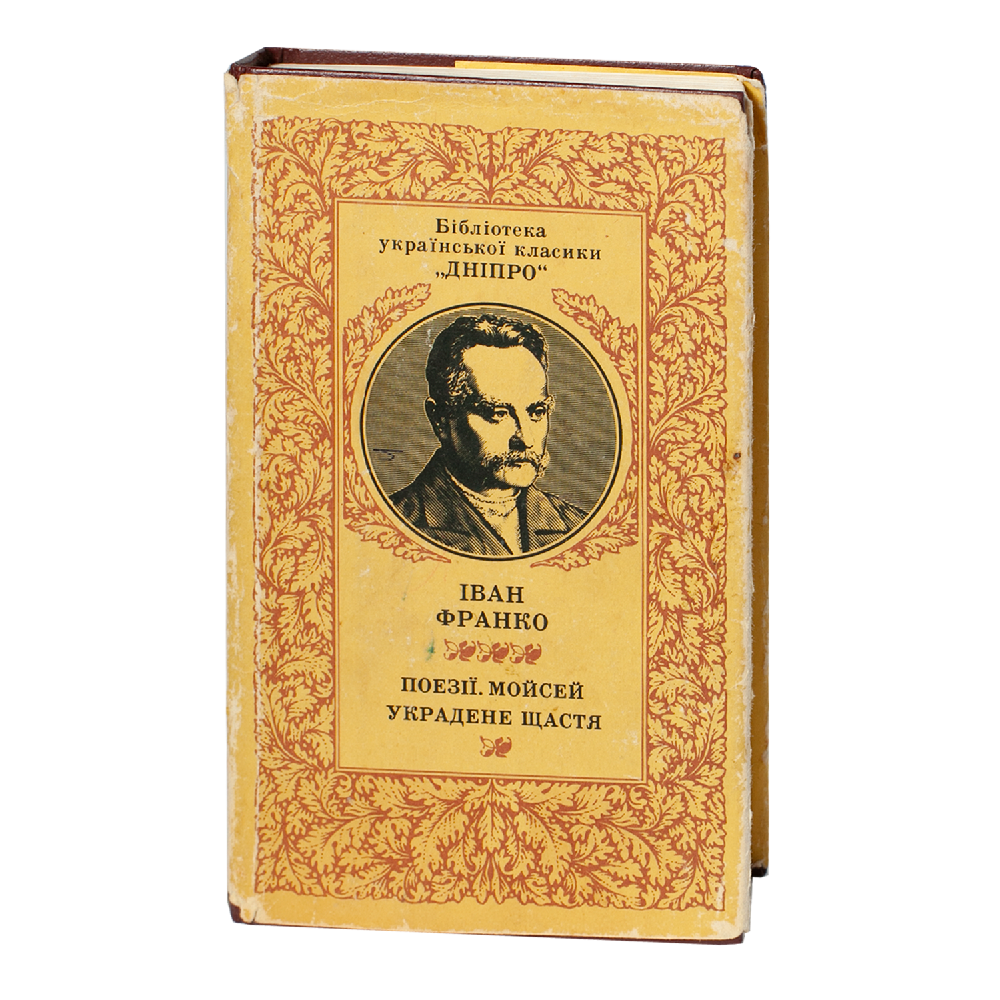 Бібліотека
української класики
„ДНІПРО“
ІВАН
ФРАНКО
ПОЕЗІЇ. МОЙСЕЙ
УКРАДЕНЕ ЩАСТЯ